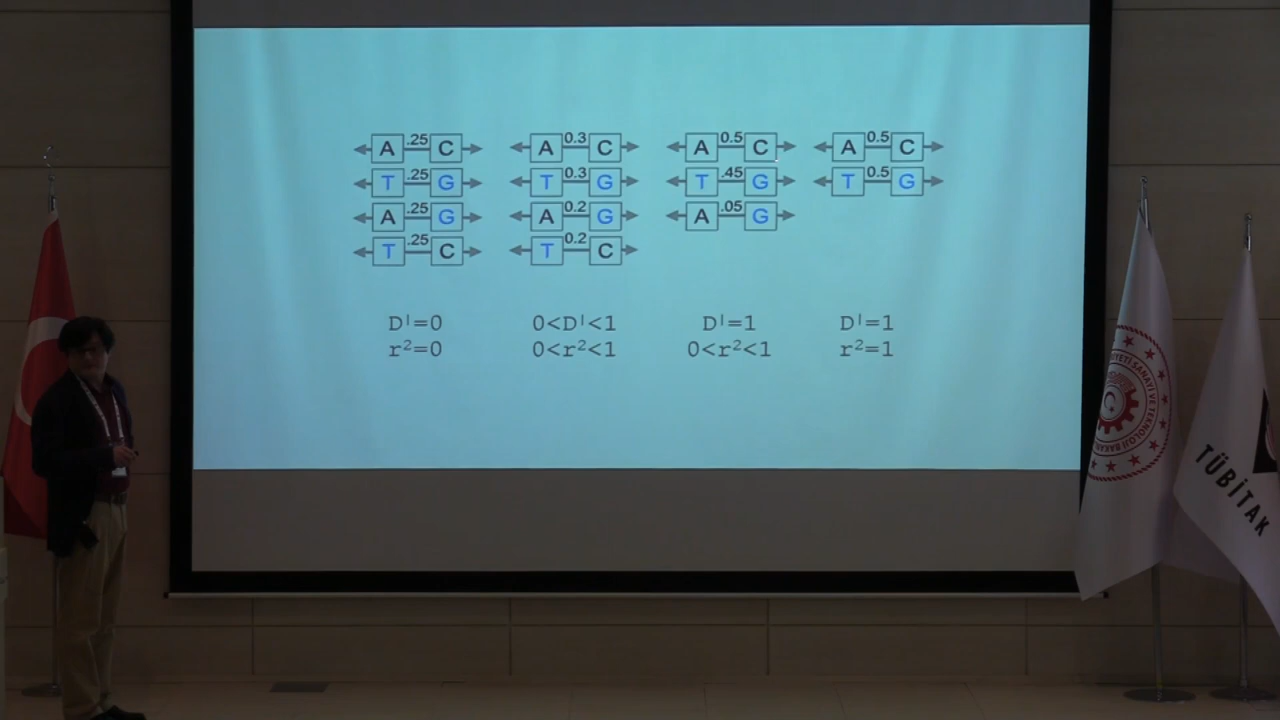 A .25 C A 0.3 C A 0.5 C A 0.5 C
T .25 G T 0.3 G T .45 G T 0.5 G
A .25 G A 0.2 G A .05 G
T .25 C T 0.2 C
D'=0 0<D'<1 D'=1 D'=1
r²=0 0<r²<1 0<r²<1 r²=1
TÜBİTAK